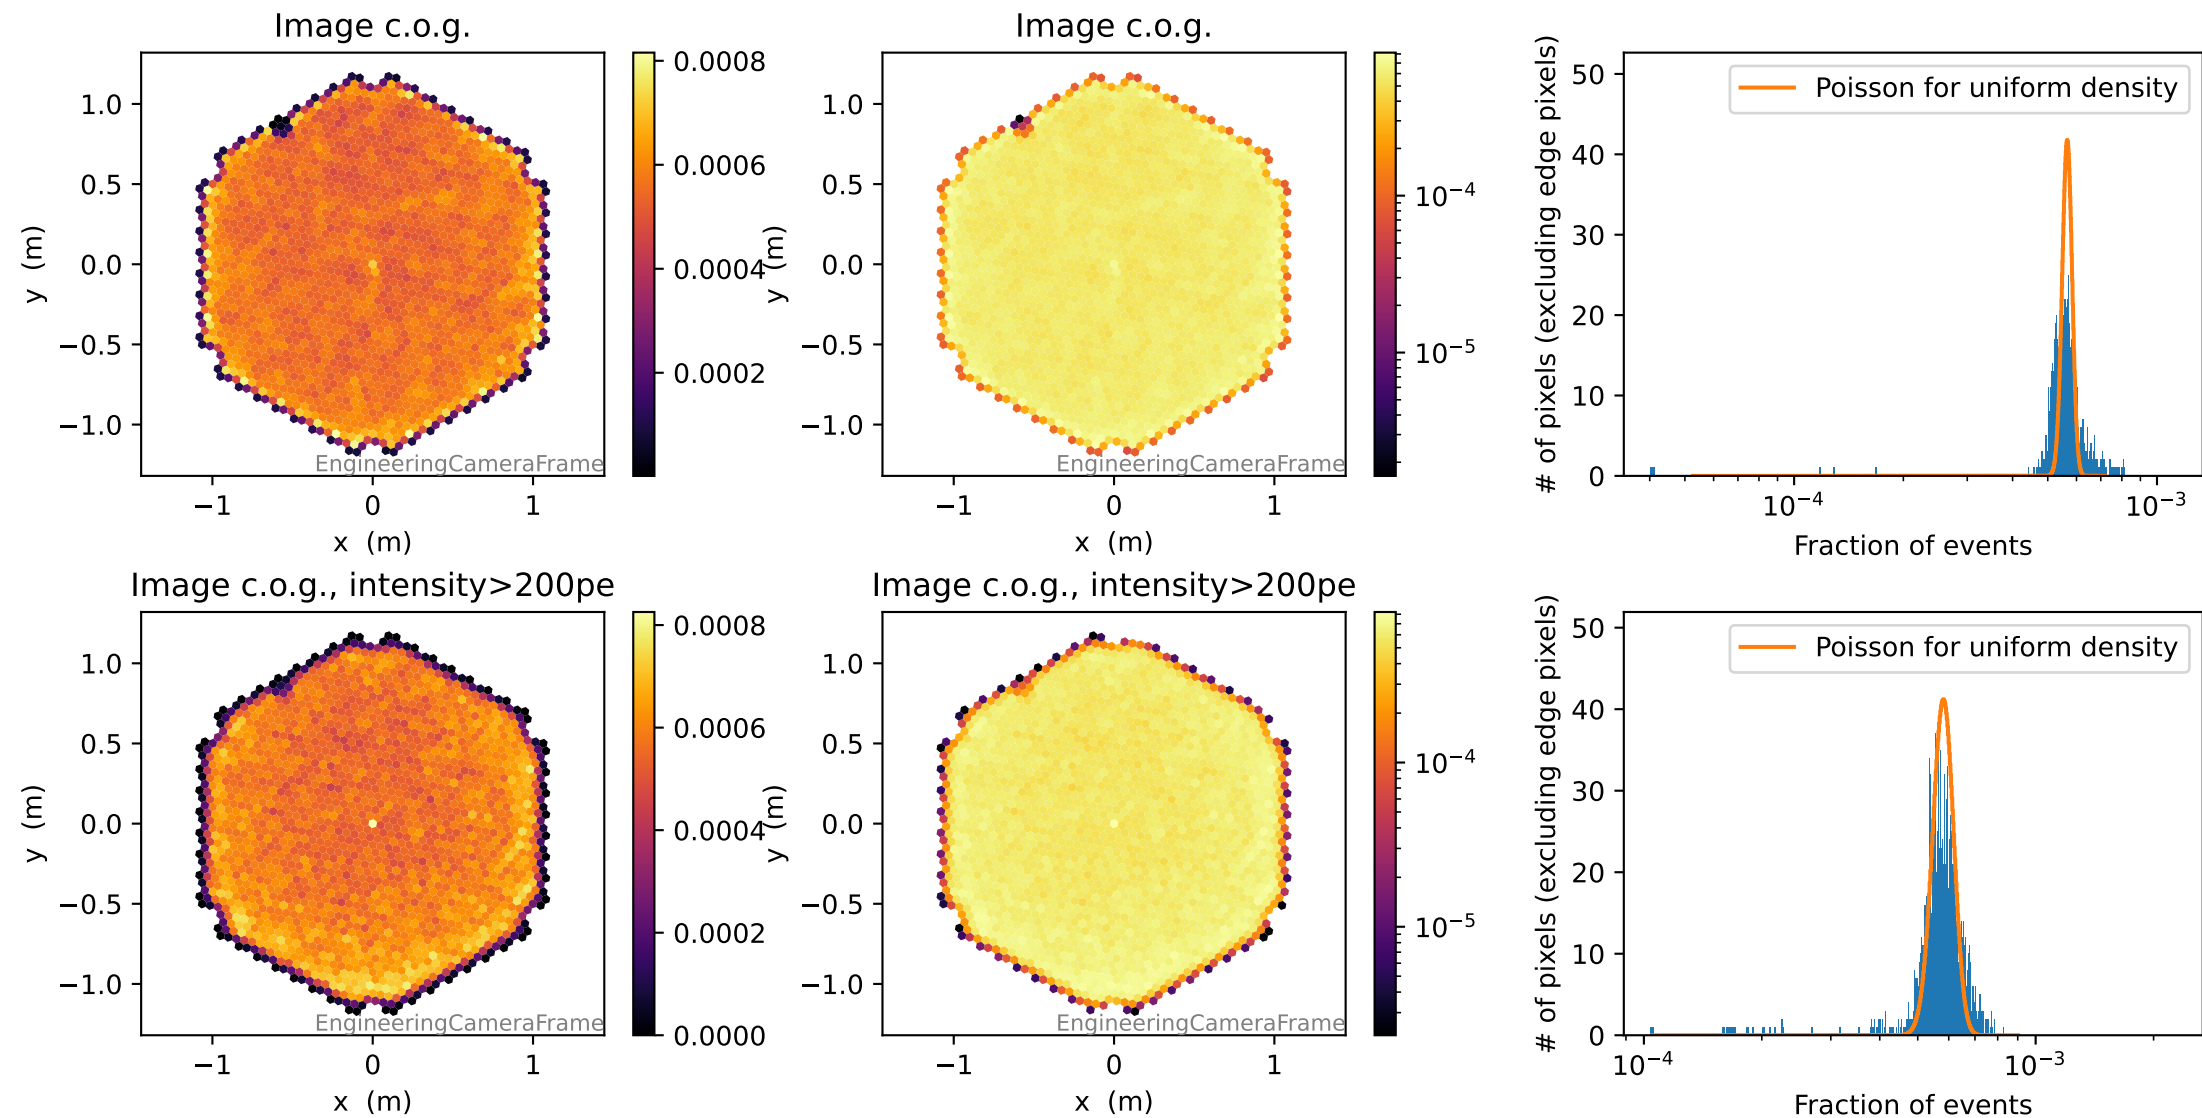 Image c.o.g.
1.0
0.5
0.0
−0.5
−1.0
y (m)
−1
0
1
x (m)
EngineeringCameraFrame
0.0008
0.0006
0.0004
0.0002
Image c.o.g.
1.0
0.5
0.0
−0.5
−1.0
y (m)
−1
0
1
x (m)
EngineeringCameraFrame
10⁻⁴
10⁻⁵
# of pixels (excluding edge pixels)
50
40
30
20
10
0
Poisson for uniform density
10⁻⁴
10⁻³
Fraction of events
Image c.o.g., intensity>200pe
1.0
0.5
0.0
−0.5
−1.0
y (m)
−1
0
1
x (m)
EngineeringCameraFrame
0.0008
0.0006
0.0004
0.0002
0.0000
Image c.o.g., intensity>200pe
1.0
0.5
0.0
−0.5
−1.0
y (m)
−1
0
1
x (m)
EngineeringCameraFrame
10⁻⁴
10⁻⁵
# of pixels (excluding edge pixels)
50
40
30
20
10
0
Poisson for uniform density
10⁻⁴
10⁻³
Fraction of events